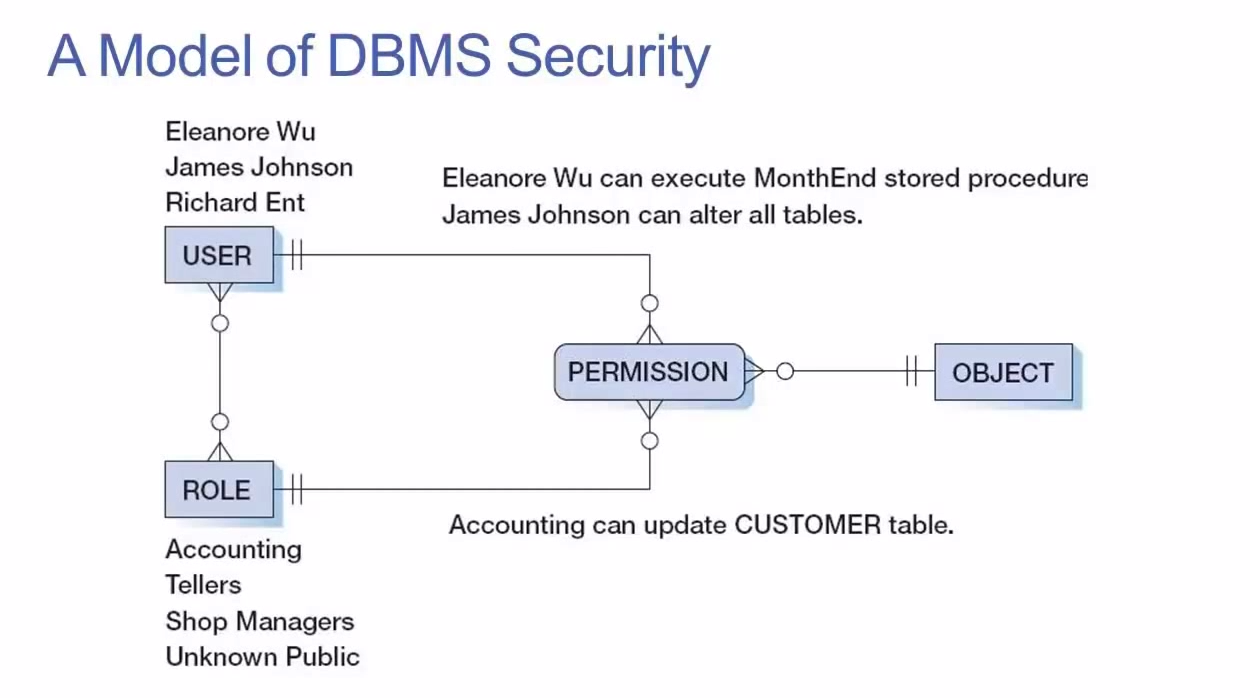 A Model of DBMS Security
Eleanore Wu
James Johnson
Richard Ent
Eleanore Wu can execute MonthEnd stored procedure
James Johnson can alter all tables.
USER
PERMISSION
OBJECT
ROLE
Accounting can update CUSTOMER table.
Accounting
Tellers
Shop Managers
Unknown Public